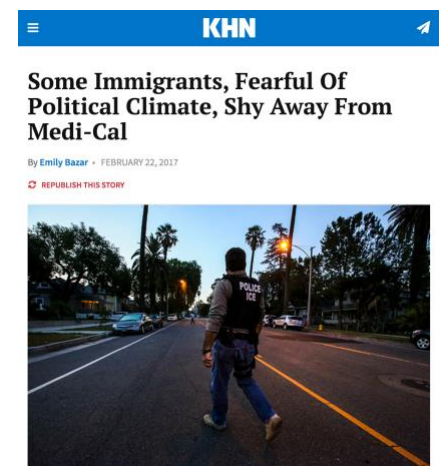 KHN
Some Immigrants, Fearful Of
Political Climate, Shy Away From
Medi-Cal
By Emily Bazar • FEBRUARY 22, 2017
REPUBLISH THIS STORY
POLICE
ICE